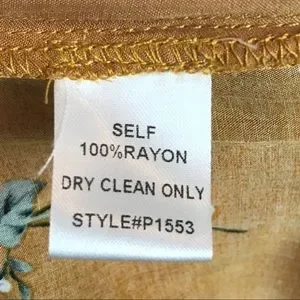 SELF
100%RAYON
DRY CLEAN ONLY
STYLE#P1553